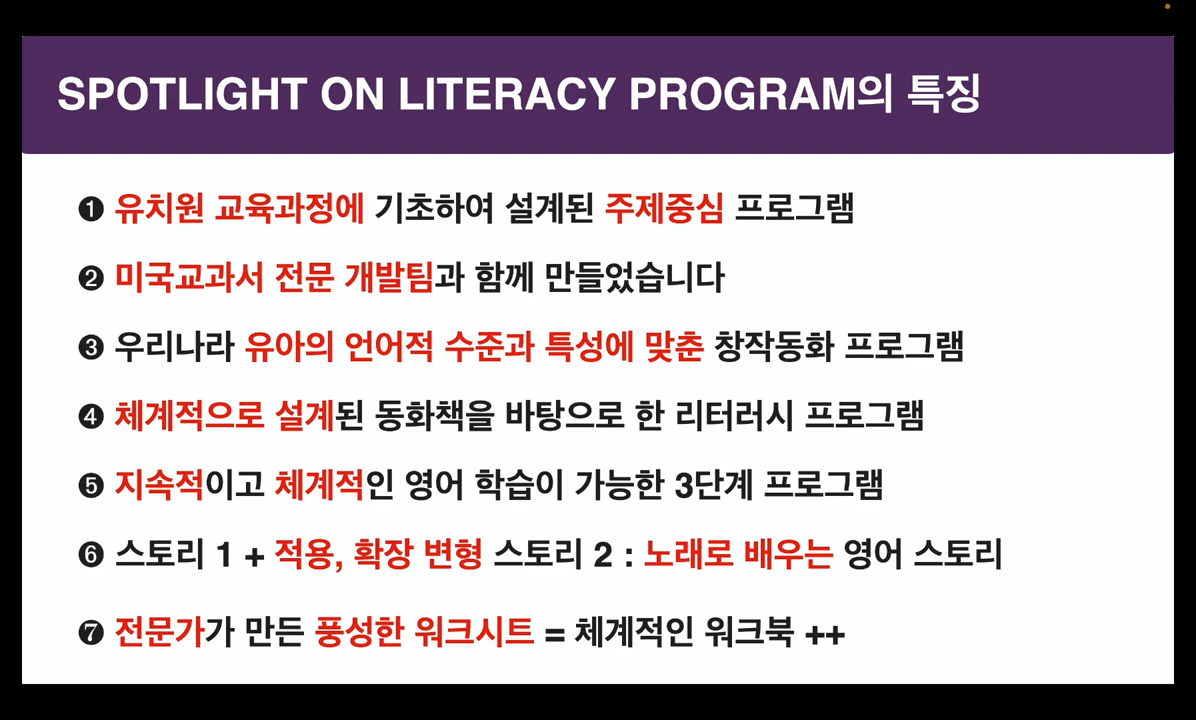 SPOTLIGHT ON LITERACY PROGRAM의 특징
❶ 유치원 교육과정에 기초하여 설계된 주제중심 프로그램
❷ 미국교과서 전문 개발팀과 함께 만들었습니다
❸ 우리나라 유아의 언어적 수준과 특성에 맞춘 창작동화 프로그램
❹ 체계적으로 설계된 동화책을 바탕으로 한 리터러시 프로그램
❺ 지속적이고 체계적인 영어 학습이 가능한 3단계 프로그램
❻ 스토리 1 + 적용, 확장 변형 스토리 2 : 노래로 배우는 영어 스토리
❼ 전문가가 만든 풍성한 워크시트 = 체계적인 워크북 ++